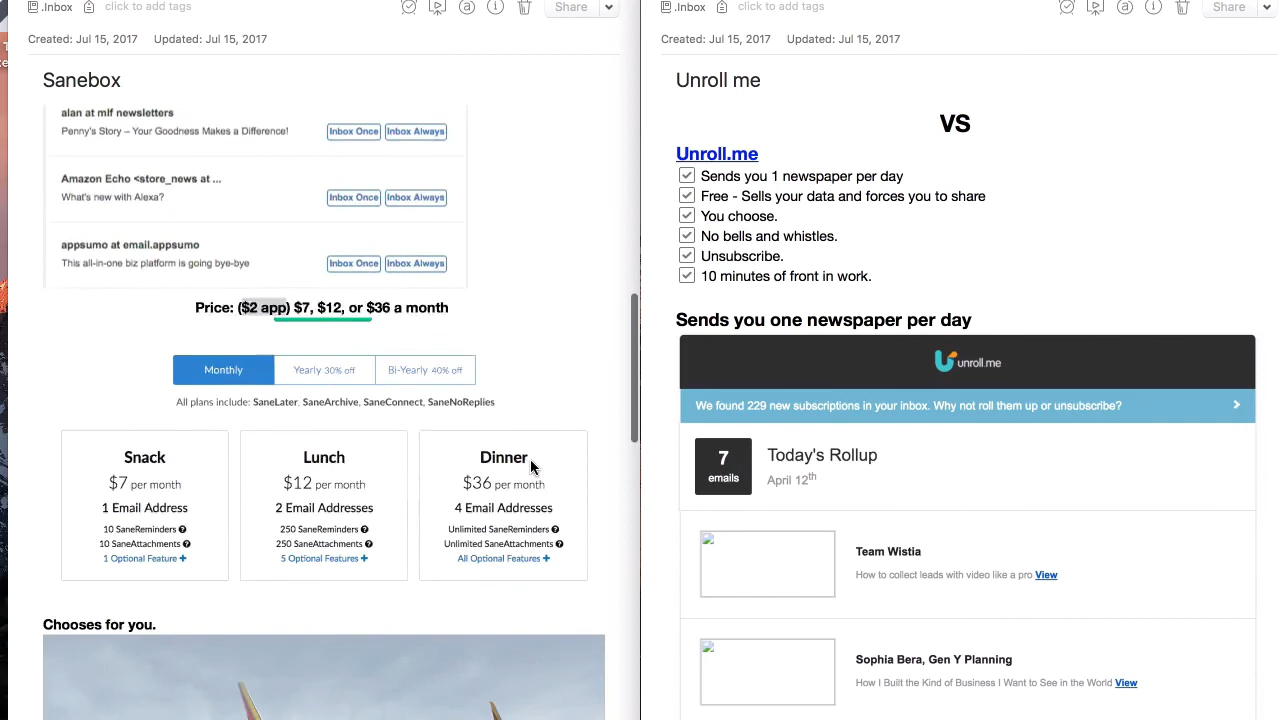 .Inbox click to add tags Share
Created: Jul 15, 2017 Updated: Jul 15, 2017
Sanebox
alan at mlf newsletters
Penny's Story – Your Goodness Makes a Difference! Inbox Once Inbox Always
Amazon Echo <store_news at ...
What's new with Alexa? Inbox Once Inbox Always
appsumo at email.appsumo
This all-in-one biz platform is going bye-bye Inbox Once Inbox Always
Price: ($2 app) $7, $12, or $36 a month
Monthly Yearly 30% off Bi-Yearly 40% off
All plans include: SaneLater, SaneArchive, SaneConnect, SaneNoReplies
Snack
$7 per month
1 Email Address
10 SaneReminders
10 SaneAttachments
1 Optional Feature +
Lunch
$12 per month
2 Email Addresses
250 SaneReminders
250 SaneAttachments
5 Optional Features +
Dinner
$36 per month
4 Email Addresses
Unlimited SaneReminders
Unlimited SaneAttachments
All Optional Features +
Chooses for you.
.Inbox click to add tags Share
Created: Jul 15, 2017 Updated: Jul 15, 2017
Unroll me
VS
Unroll.me
Sends you 1 newspaper per day
Free - Sells your data and forces you to share
You choose.
No bells and whistles.
Unsubscribe.
10 minutes of front in work.
Sends you one newspaper per day
unroll.me
We found 229 new subscriptions in your inbox. Why not roll them up or unsubscribe?
7
emails
Today's Rollup
April 12th
Team Wistia
How to collect leads with video like a pro View
Sophia Bera, Gen Y Planning
How I Built the Kind of Business I Want to See in the World View